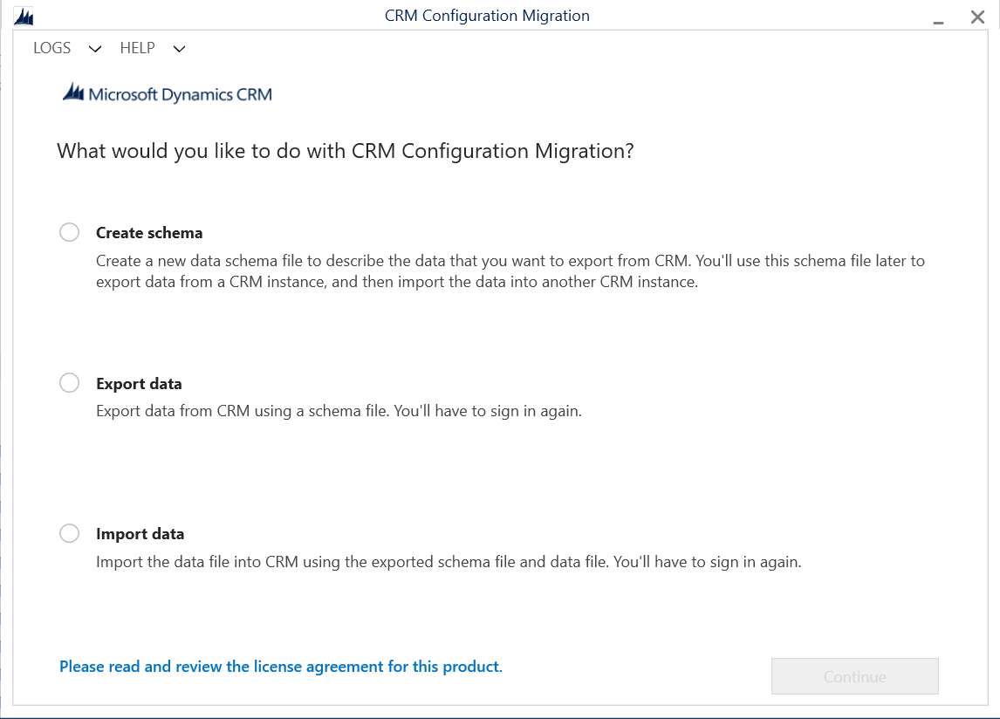 CRM Configuration Migration
LOGS HELP
Microsoft Dynamics CRM
What would you like to do with CRM Configuration Migration?
Create schema
Create a new data schema file to describe the data that you want to export from CRM. You'll use this schema file later to
export data from a CRM instance, and then import the data into another CRM instance.
Export data
Export data from CRM using a schema file. You'll have to sign in again.
Import data
Import the data file into CRM using the exported schema file and data file. You'll have to sign in again.
Please read and review the license agreement for this product.
Continue